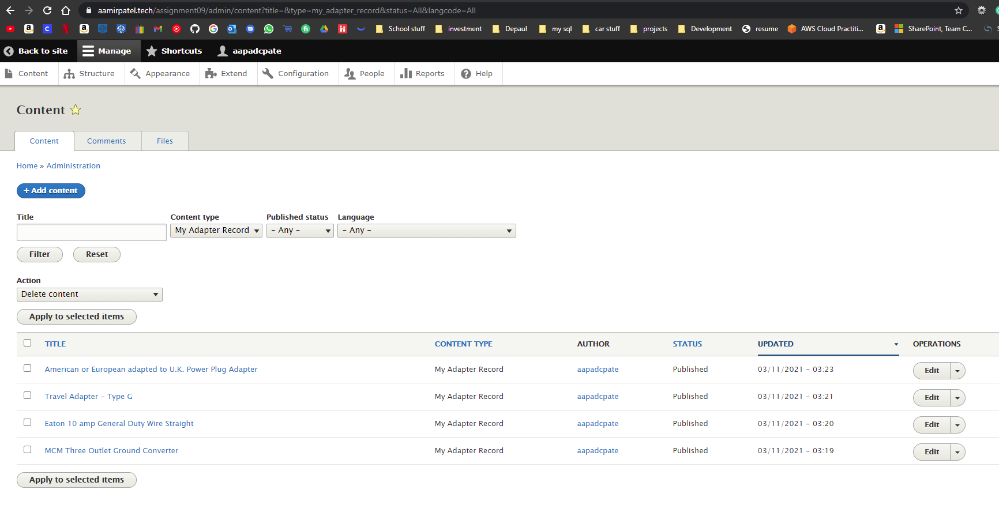 aamirpatel.tech/assignment09/admin/content?title=&type=my_adapter_record&status=All&langcode=All
School stuff investment Depaul my sql car stuff projects Development resume AWS Cloud Practiti... SharePoint, Team C...
Back to site Manage Shortcuts aapadcpate
Content Structure Appearance Extend Configuration People Reports Help
Content
Content Comments Files
Home » Administration
+ Add content
Title Content type Published status Language
My Adapter Record - Any - - Any -
Filter Reset
Action
Delete content
Apply to selected items
TITLE CONTENT TYPE AUTHOR STATUS UPDATED OPERATIONS
American or European adapted to U.K. Power Plug Adapter My Adapter Record aapadcpate Published 03/11/2021 - 03:23 Edit
Travel Adapter - Type G My Adapter Record aapadcpate Published 03/11/2021 - 03:21 Edit
Eaton 10 amp General Duty Wire Straight My Adapter Record aapadcpate Published 03/11/2021 - 03:20 Edit
MCM Three Outlet Ground Converter My Adapter Record aapadcpate Published 03/11/2021 - 03:19 Edit
Apply to selected items